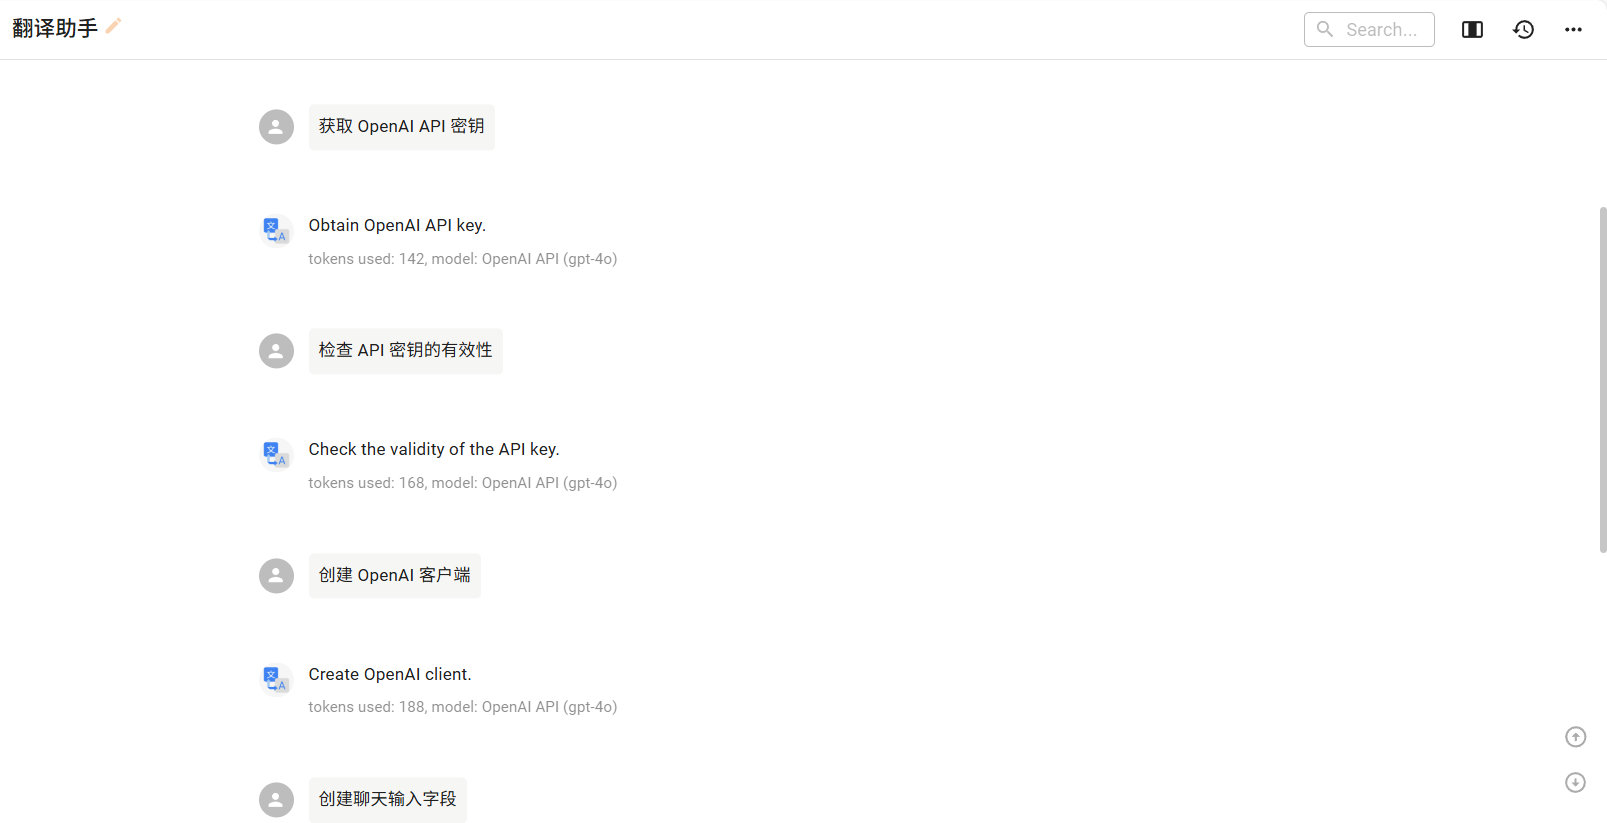 翻译助手
Search...
获取 OpenAI API 密钥
Obtain OpenAI API key.
tokens used: 142, model: OpenAI API (gpt-4o)
检查 API 密钥的有效性
Check the validity of the API key.
tokens used: 168, model: OpenAI API (gpt-4o)
创建 OpenAI 客户端
Create OpenAI client.
tokens used: 188, model: OpenAI API (gpt-4o)
创建聊天输入字段